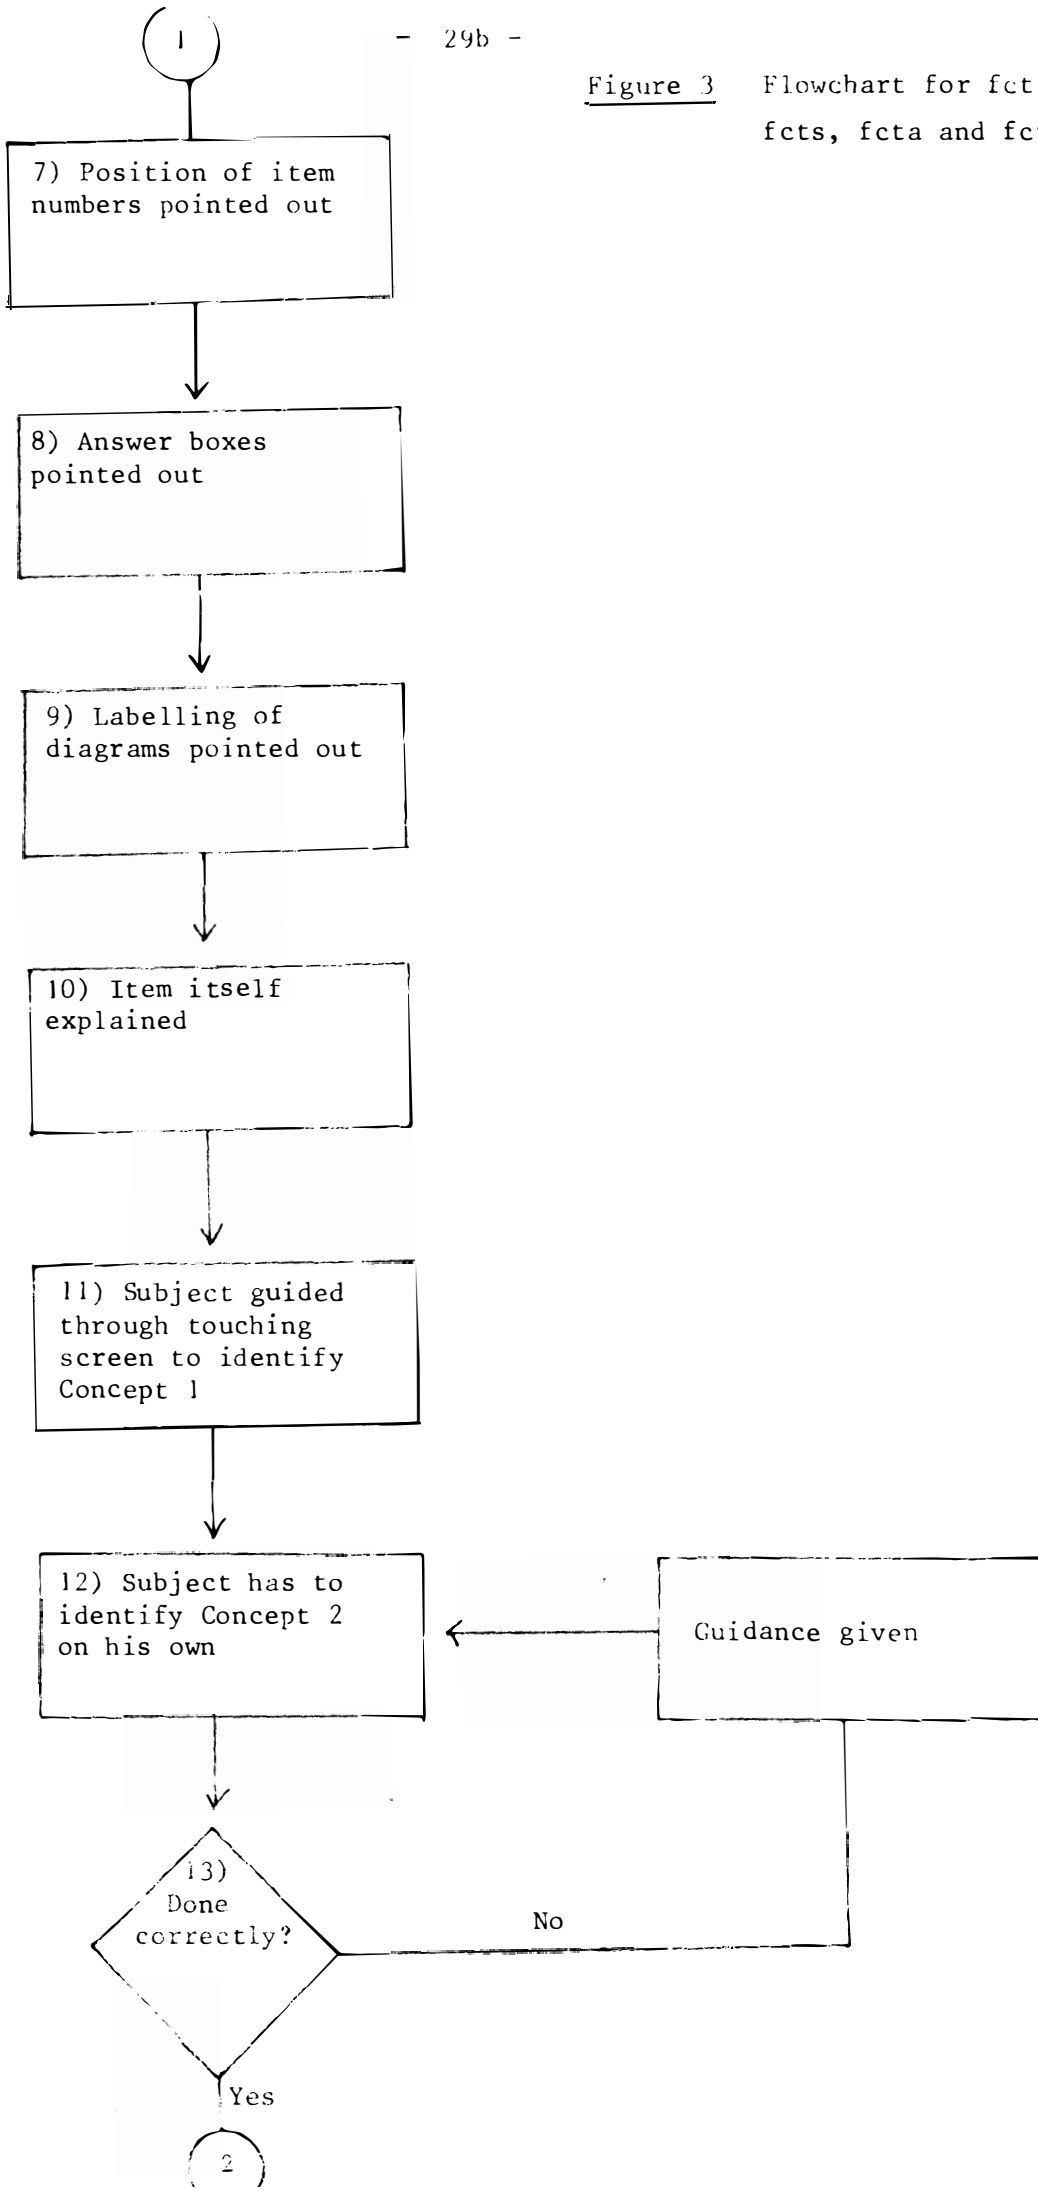 1
- 29b -
Figure 3 Flowchart for fct
fcts, fcta and
7) Position of item
numbers pointed out
8) Answer boxes
pointed out
9) Labelling of
diagrams pointed out
10) Item itself
explained
11) Subject guided
through touching
screen to identify
Concept 1
12) Subject has to
identify Concept 2
on his own
Guidance given
13)
Done
correctly?
No
Yes
2